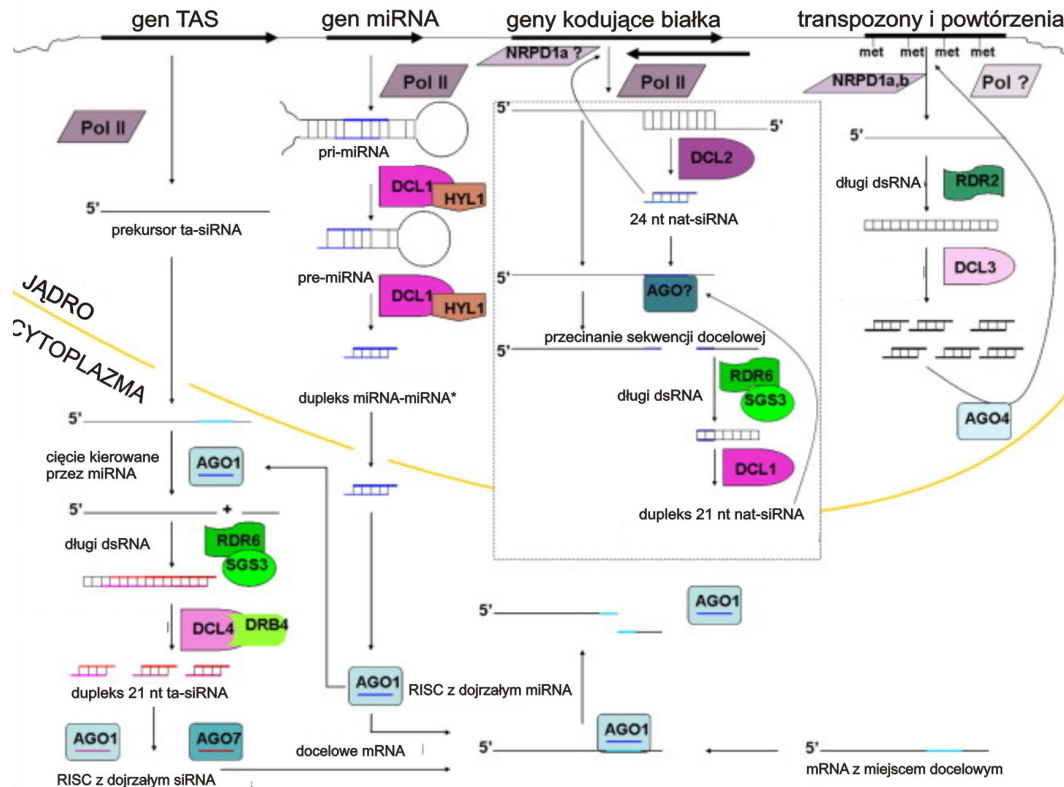 gen TAS
gen miRNA
geny kodujące białka
transpozony i powtórzenia
met
met
met
met
NRPD1a ?
Pol II
Pol II
Pol II
NRPD1a,b
Pol ?
5'
5'
pri-miRNA
DCL2
DCL1
HYL1
długi dsRNA
RDR2
24 nt nat-siRNA
5'
prekursor ta-siRNA
pre-miRNA
DCL3
DCL1
HYL1
5'
AGO?
JĄDRO
CYTOPLAZMA
przecinanie sekwencji docelowej
5'
dupleks miRNA-miRNA*
długi dsRNA
RDR6
SGS3
AGO4
5'
cięcie kierowane
przez miRNA
AGO1
DCL1
5'
+
dupleks 21 nt nat-siRNA
długi dsRNA
RDR6
SGS3
5'
AGO1
DCL4
DRB4
dupleks 21 nt ta-siRNA
AGO1
RISC z dojrzałym miRNA
AGO1
AGO7
docelowe mRNA
5'
AGO1
5'
RISC z dojrzałym siRNA
mRNA z miejscem docelowym